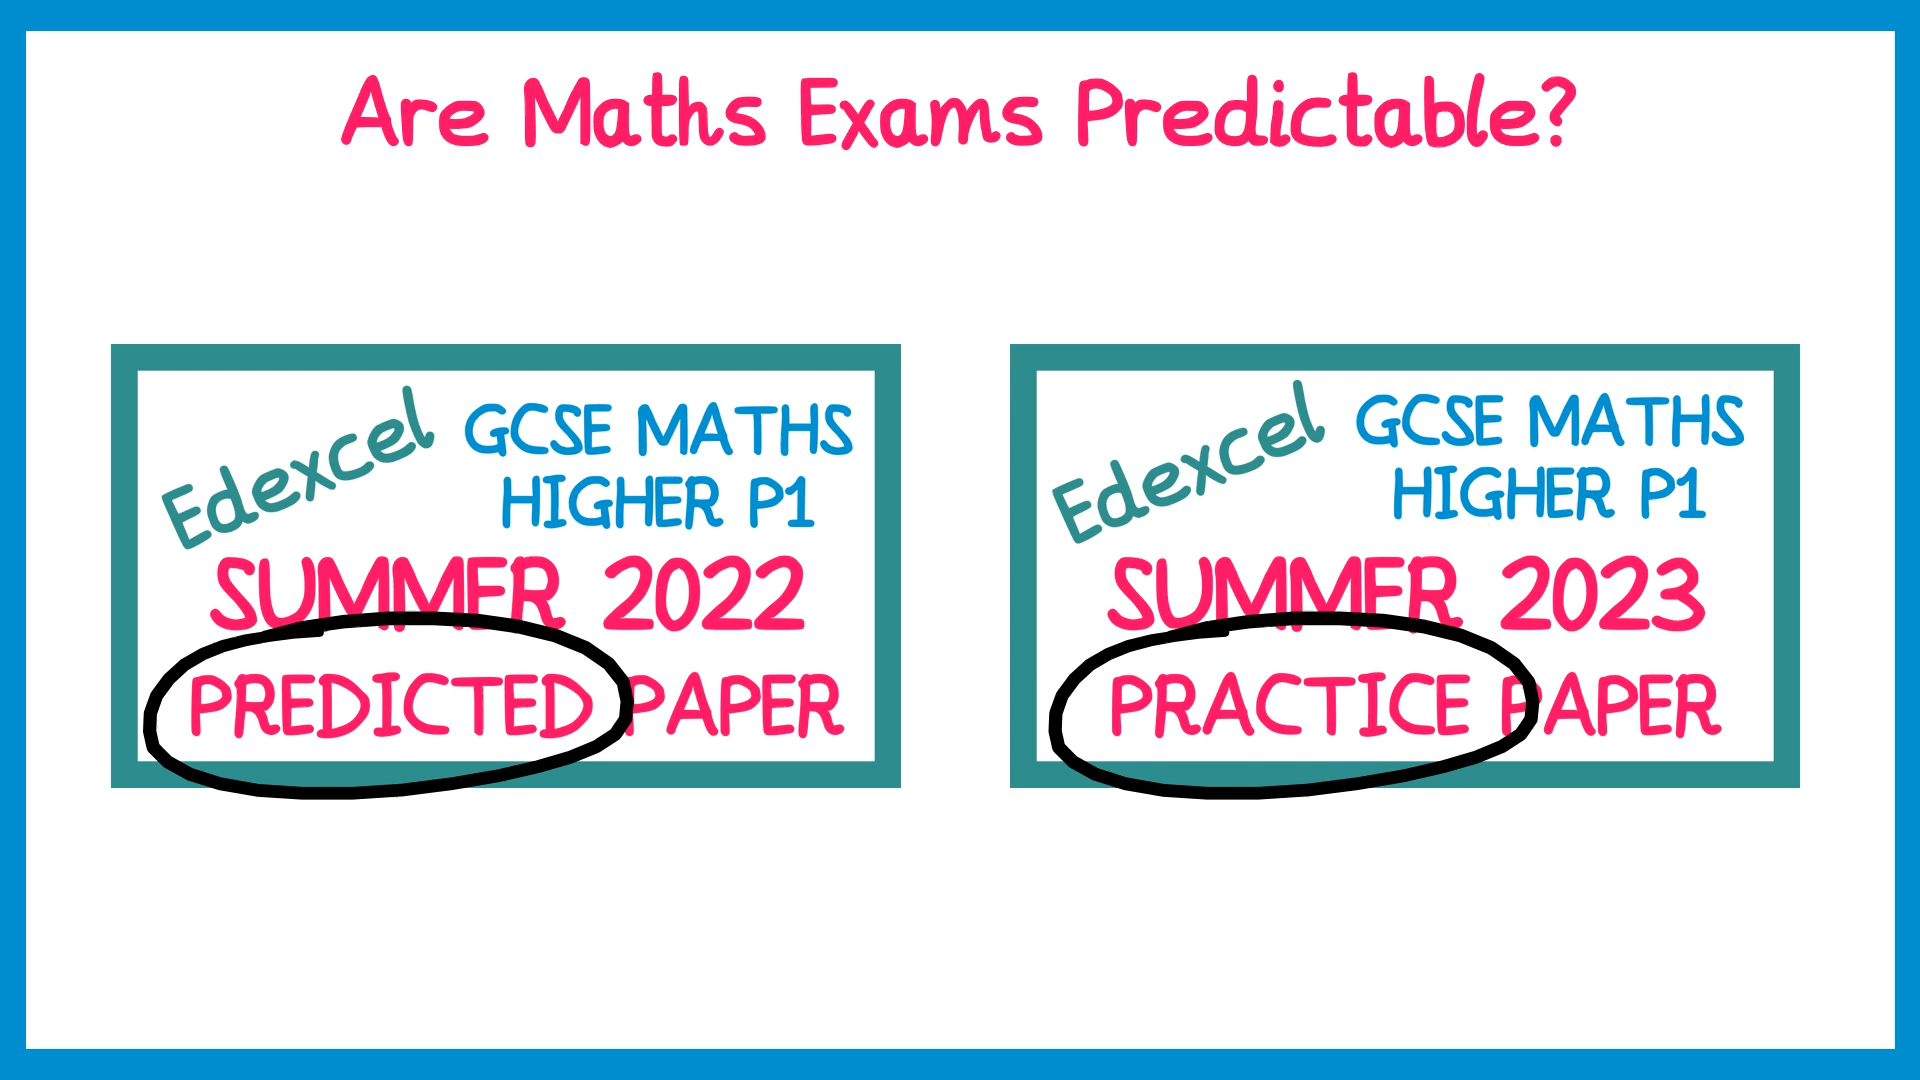 Are Maths Exams Predictable?
Edexcel
GCSE MATHS
HIGHER P1
SUMMER 2022
PREDICTED PAPER
Edexcel
GCSE MATHS
HIGHER P1
SUMMER 2023
PRACTICE PAPER